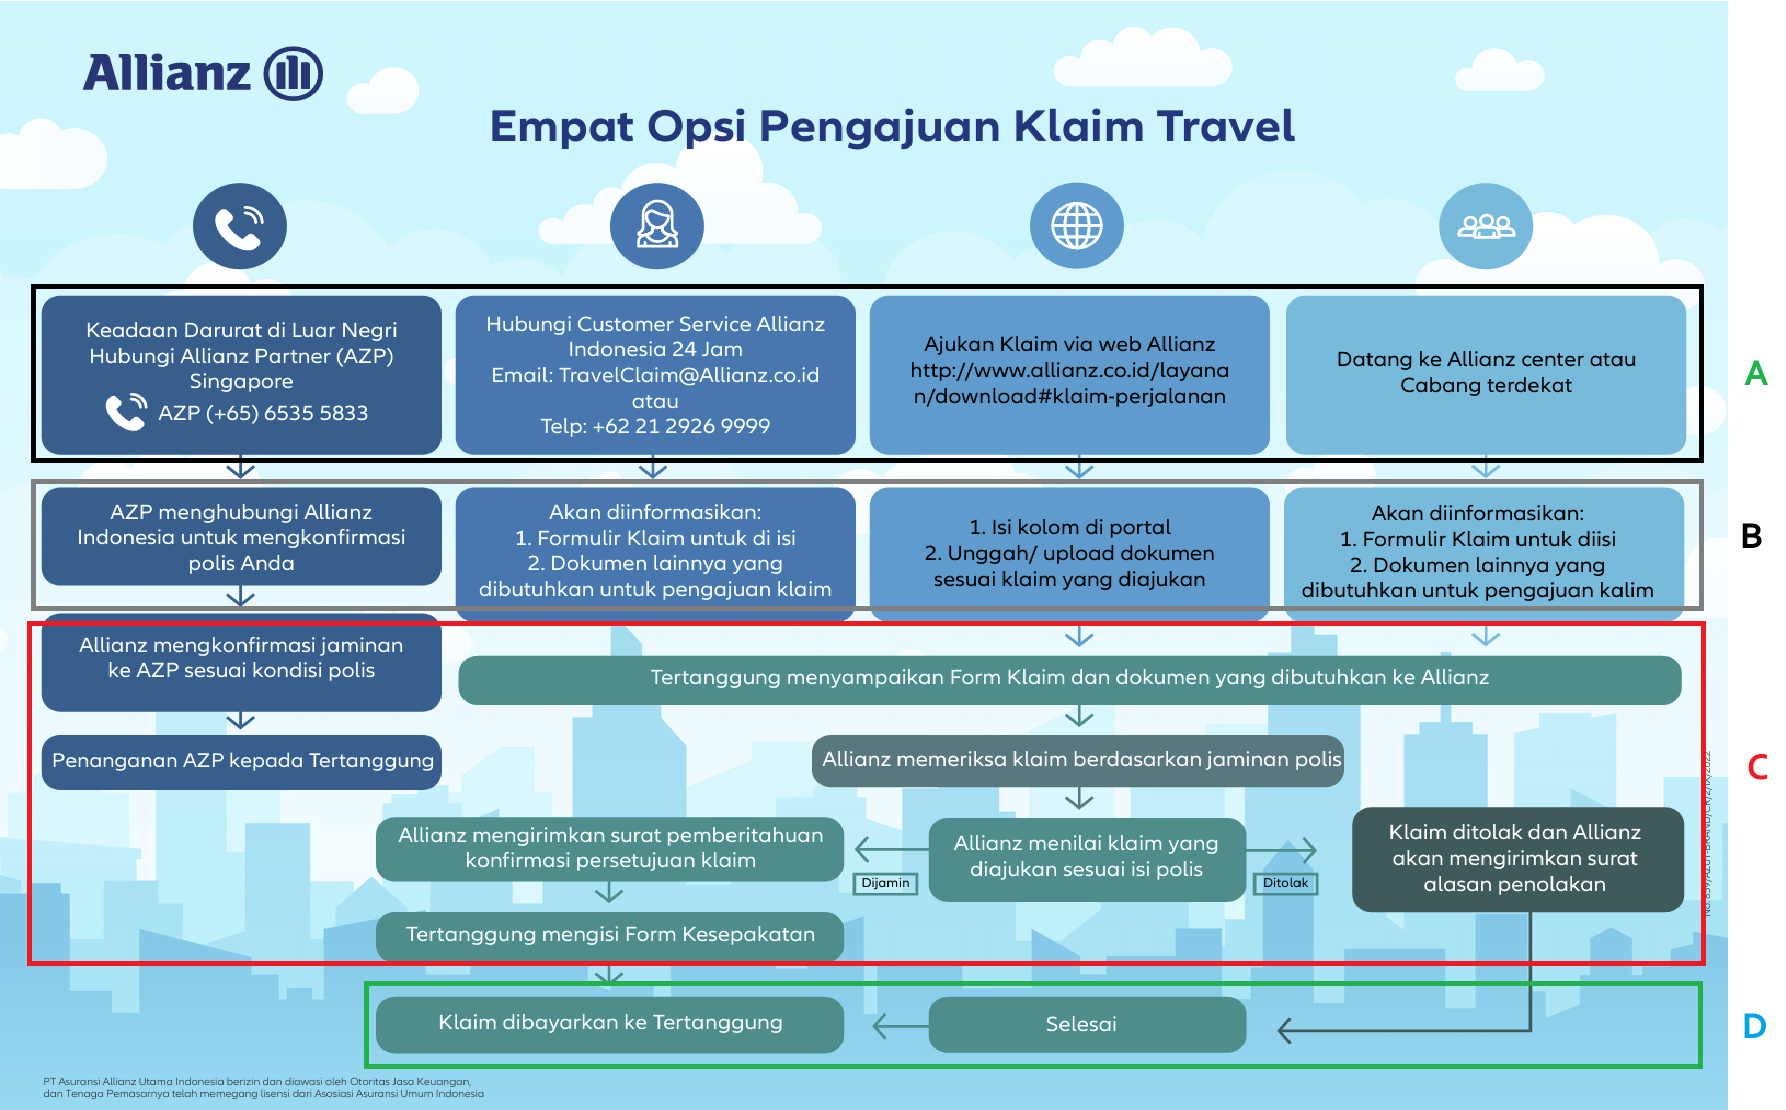 Allianz
Empat Opsi Pengajuan Klaim Travel
Keadaan Darurat di Luar Negri
Hubungi Allianz Partner (AZP)
Singapore
AZP (+65) 6535 5833
Hubungi Customer Service Allianz
Indonesia 24 Jam
Email: TravelClaim@Allianz.co.id
atau
Telp: +62 21 2926 9999
Ajukan Klaim via web Allianz
http://www.allianz.co.id/layana
n/download#klaim-perjalanan
Datang ke Allianz center atau
Cabang terdekat
A
AZP menghubungi Allianz
Indonesia untuk mengkonfirmasi
polis Anda
Akan diinformasikan:
1. Formulir Klaim untuk di isi
2. Dokumen lainnya yang
dibutuhkan untuk pengajuan klaim
1. Isi kolom di portal
2. Unggah/ upload dokumen
sesuai klaim yang diajukan
Akan diinformasikan:
1. Formulir Klaim untuk diisi
2. Dokumen lainnya yang
dibutuhkan untuk pengajuan kalim
B
Allianz mengkonfirmasi jaminan
ke AZP sesuai kondisi polis
Tertanggung menyampaikan Form Klaim dan dokumen yang dibutuhkan ke Allianz
Penanganan AZP kepada Tertanggung
Allianz memeriksa klaim berdasarkan jaminan polis
C
Allianz mengirimkan surat pemberitahuan
konfirmasi persetujuan klaim
Dijamin
Allianz menilai klaim yang
diajukan sesuai isi polis
Ditolak
Klaim ditolak dan Allianz
akan mengirimkan surat
alasan penolakan
Tertanggung mengisi Form Kesepakatan
Klaim dibayarkan ke Tertanggung
Selesai
D
PT Asuransi Allianz Utama Indonesia berizin dan diawasi oleh Otoritas Jasa Keuangan,
dan Tenaga Pemasarnya telah memegang lisensi dari Asosiasi Asuransi Umum Indonesia